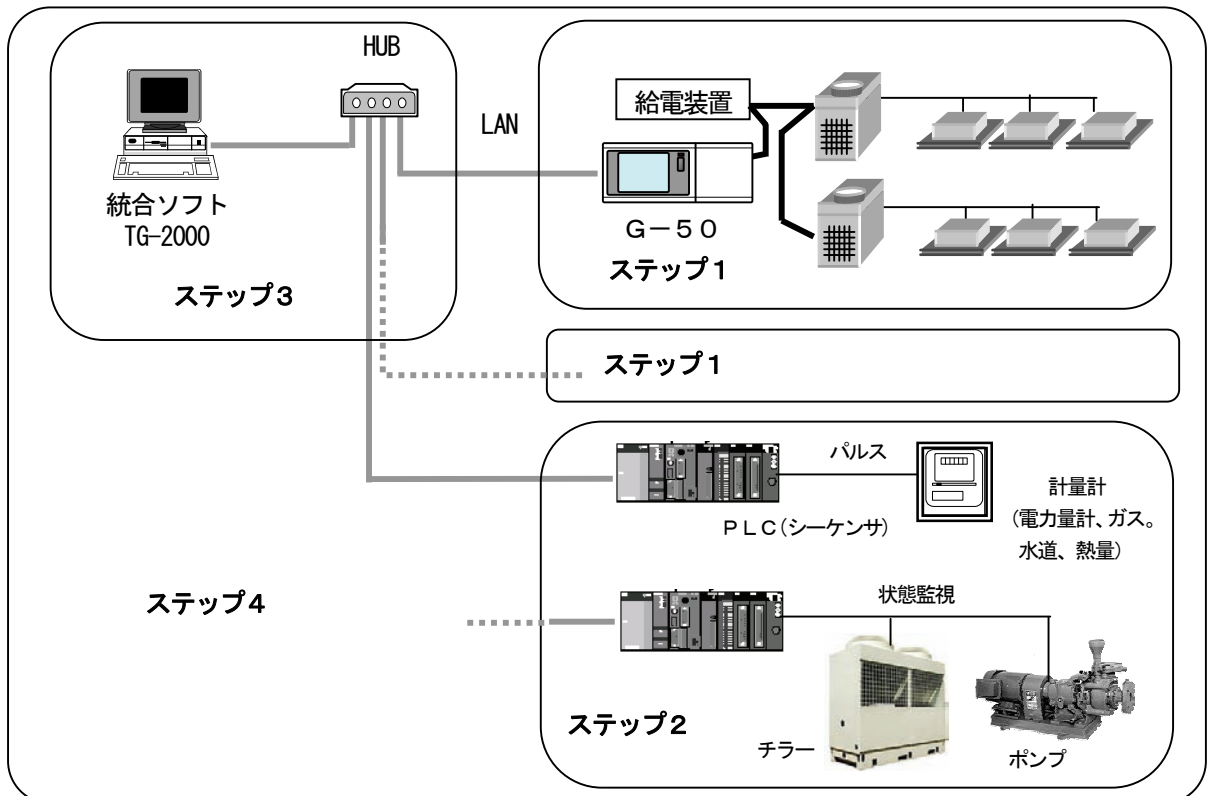 HUB
LAN
統合ソフト
TG-2000
ステップ3
給電装置
G-50
ステップ1
ステップ1
パルス
PLC(シーケンサ)
計量計
(電力量計、ガス。
水道、熱量)
ステップ4
状態監視
ステップ2
チラー
ポンプ